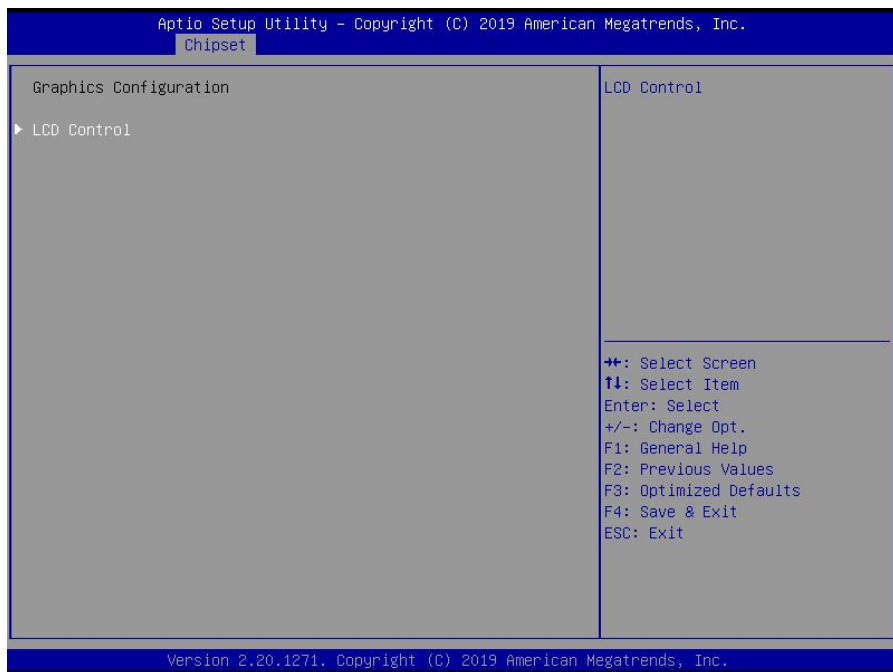 Aptio Setup Utility – Copyright (C) 2019 American Megatrends, Inc.
Chipset
Graphics Configuration
▶ LCD Control
LCD Control
→←: Select Screen
↑↓: Select Item
Enter: Select
+/-: Change Opt.
F1: General Help
F2: Previous Values
F3: Optimized Defaults
F4: Save & Exit
ESC: Exit
Version 2.20.1271. Copyright (C) 2019 American Megatrends, Inc.